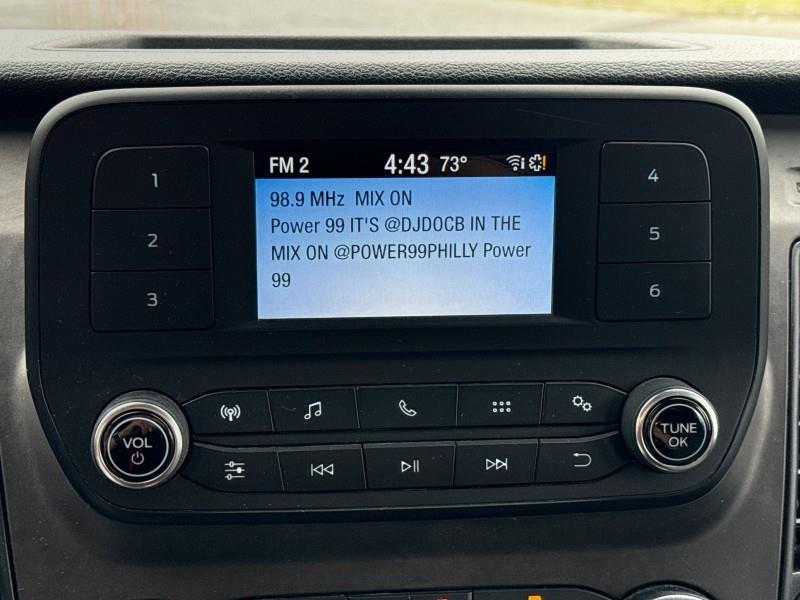 FM 2 4:43 73°
98.9 MHz MIX ON
Power 99 IT'S @DJDOCB IN THE
MIX ON @POWER99PHILLY Power
99
1
2
3
4
5
6
VOL
TUNE
OK